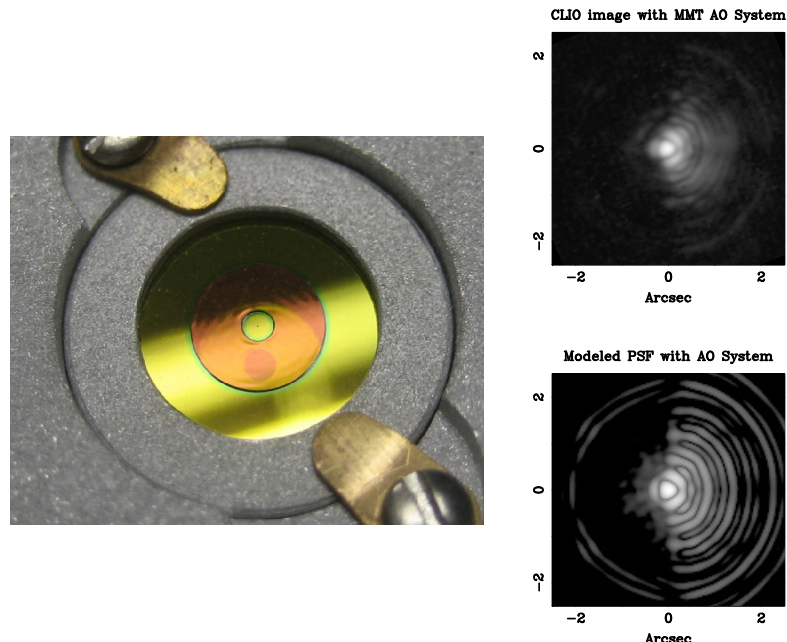 CLIO image with MMT AO System
2
0
−2
−2 0 2
Arcsec
Modeled PSF with AO System
2
0
−2
−2 0 2
Arcsec